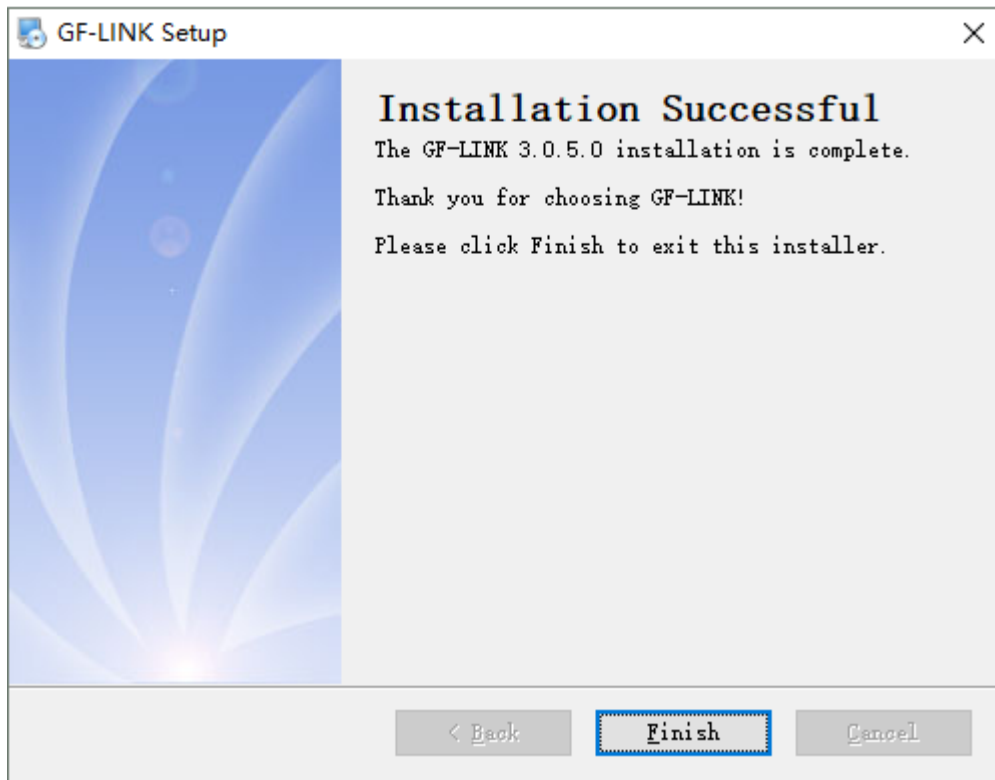 GF-LINK Setup
Installation Successful
The GF-LINK 3.0.5.0 installation is complete.
Thank you for choosing GF-LINK!
Please click Finish to exit this installer.
< Back
Finish
Cancel